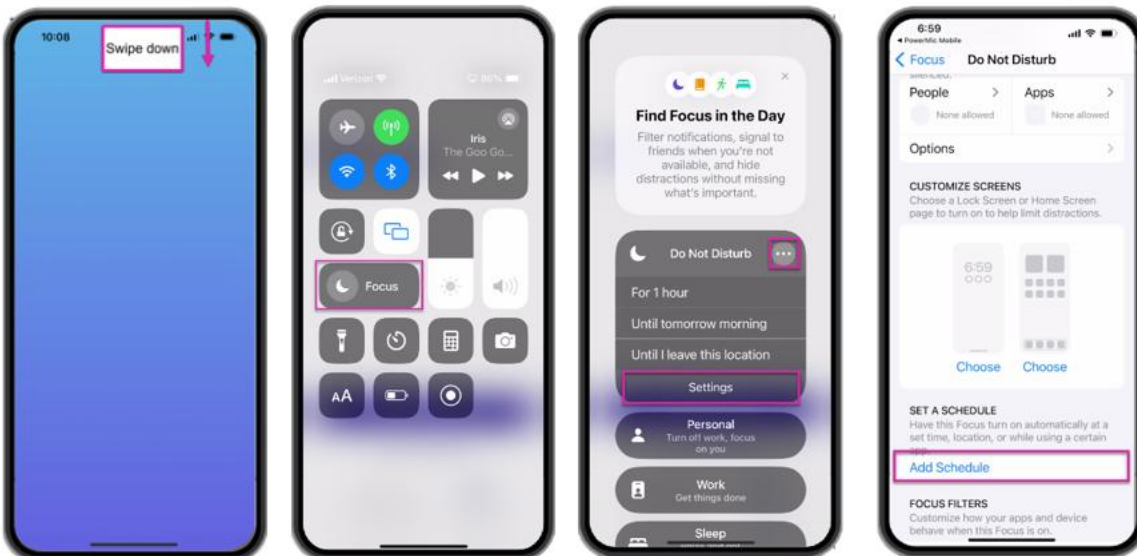 10:08
Swipe down
Verizon
80%
Iris
The Goo Go...
Focus
AA
Find Focus in the Day
Filter notifications, signal to
friends when you're not
available, and hide
distractions without missing
what's important.
Do Not Disturb
For 1 hour
Until tomorrow morning
Until I leave this location
Settings
Personal
Turn off work, focus
on you
Work
Get things done
Sleep
6:59
PowerMic Mobile
Focus
Do Not Disturb
silenced.
People
Apps
None allowed
None allowed
Options
CUSTOMIZE SCREENS
Choose a Lock Screen or Home Screen
page to turn on to help limit distractions.
6:59
Choose
Choose
SET A SCHEDULE
Have this Focus turn on automatically at a
set time, location, or while using a certain
app.
Add Schedule
FOCUS FILTERS
Customize how your apps and device
behave when this Focus is on.